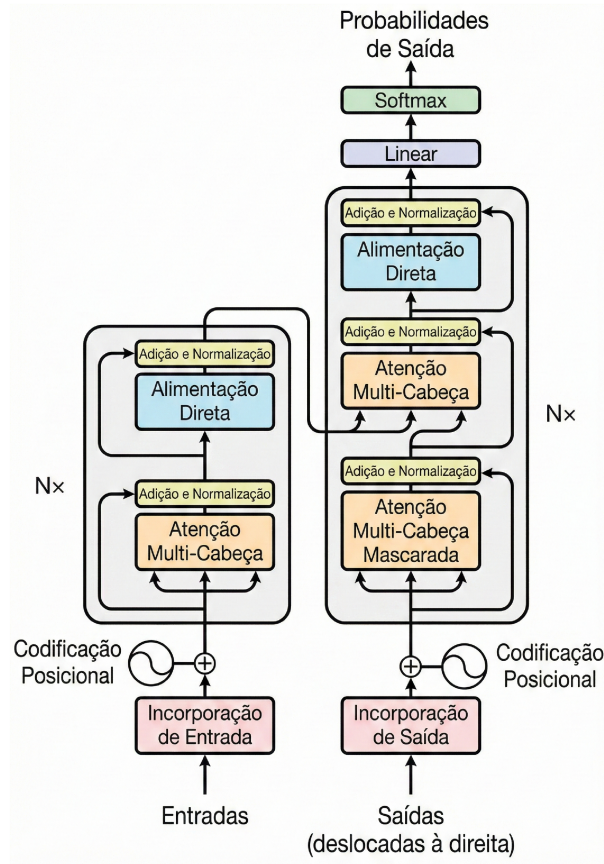 Probabilidades
de Saída
Softmax
Linear
Adição e Normalização
Alimentação
Direta
Adição e Normalização
Atenção
Multi-Cabeça
Adição e Normalização
Atenção
Multi-Cabeça
Mascarada
N×
Adição e Normalização
Alimentação
Direta
Adição e Normalização
Atenção
Multi-Cabeça
N×
Codificação
Posicional
Codificação
Posicional
Incorporação
de Entrada
Incorporação
de Saída
Entradas
Saídas
(deslocadas à direita)